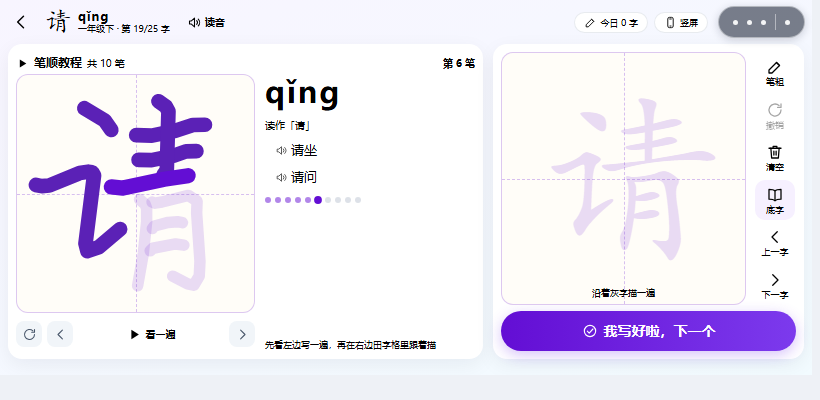 请 qǐng
一年级下 · 第 19/25 字
读音
今日 0 字
竖屏
笔顺教程 共 10 笔
第 6 笔
请
qǐng
读作「请」
请坐
请问
看一遍
先看左边写一遍，再在右边田字格里跟着描
请
沿着灰字描一遍
笔粗
撤销
清空
底字
上一字
下一字
我写好啦，下一个